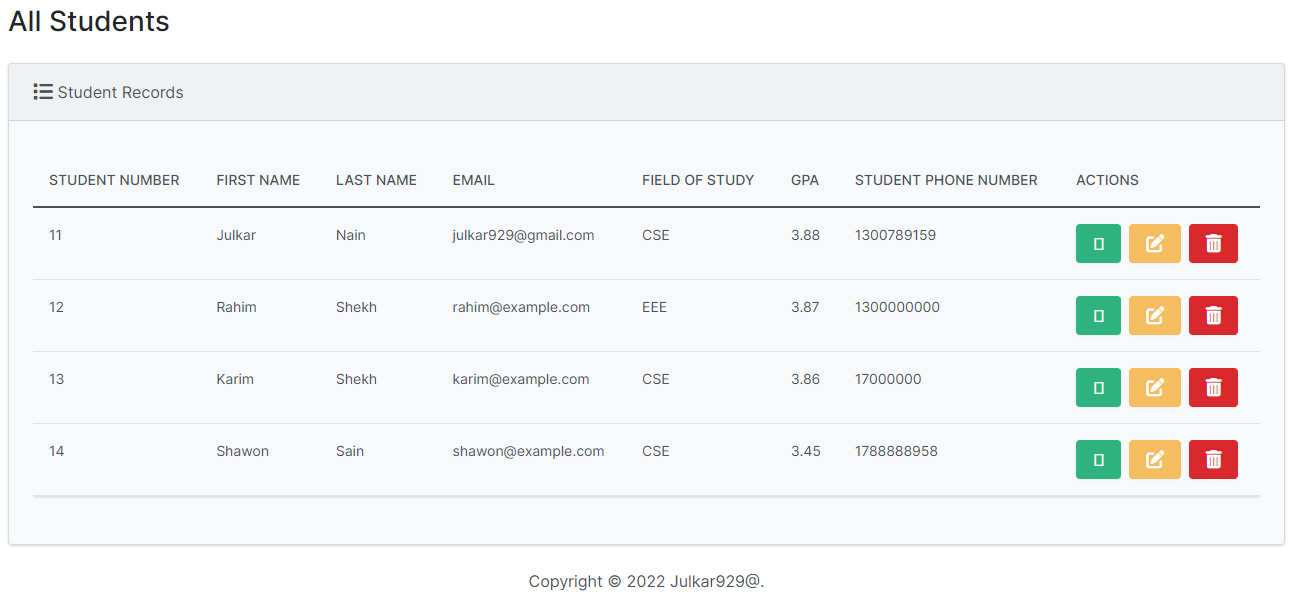 All Students
Student Records
STUDENT NUMBER FIRST NAME LAST NAME EMAIL FIELD OF STUDY GPA STUDENT PHONE NUMBER ACTIONS
11 Julkar Nain julkar929@gmail.com CSE 3.88 1300789159
12 Rahim Shekh rahim@example.com EEE 3.87 1300000000
13 Karim Shekh karim@example.com CSE 3.86 17000000
14 Shawon Sain shawon@example.com CSE 3.45 1788888958
Copyright © 2022 Julkar929@.